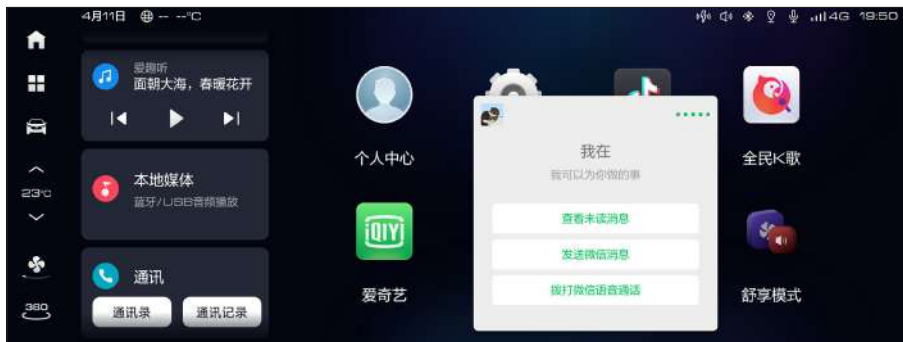 4月11日 -- --°C
4G 19:50
爱趣听
面朝大海，春暖花开
本地媒体
蓝牙/USB音频播放
通讯
通讯录 通讯记录
23°C
360
个人中心
全民K歌
iQIYI
爱奇艺
舒享模式
我在
我可以为你做的事
查看未读消息
发送微信消息
拨打微信语音通话